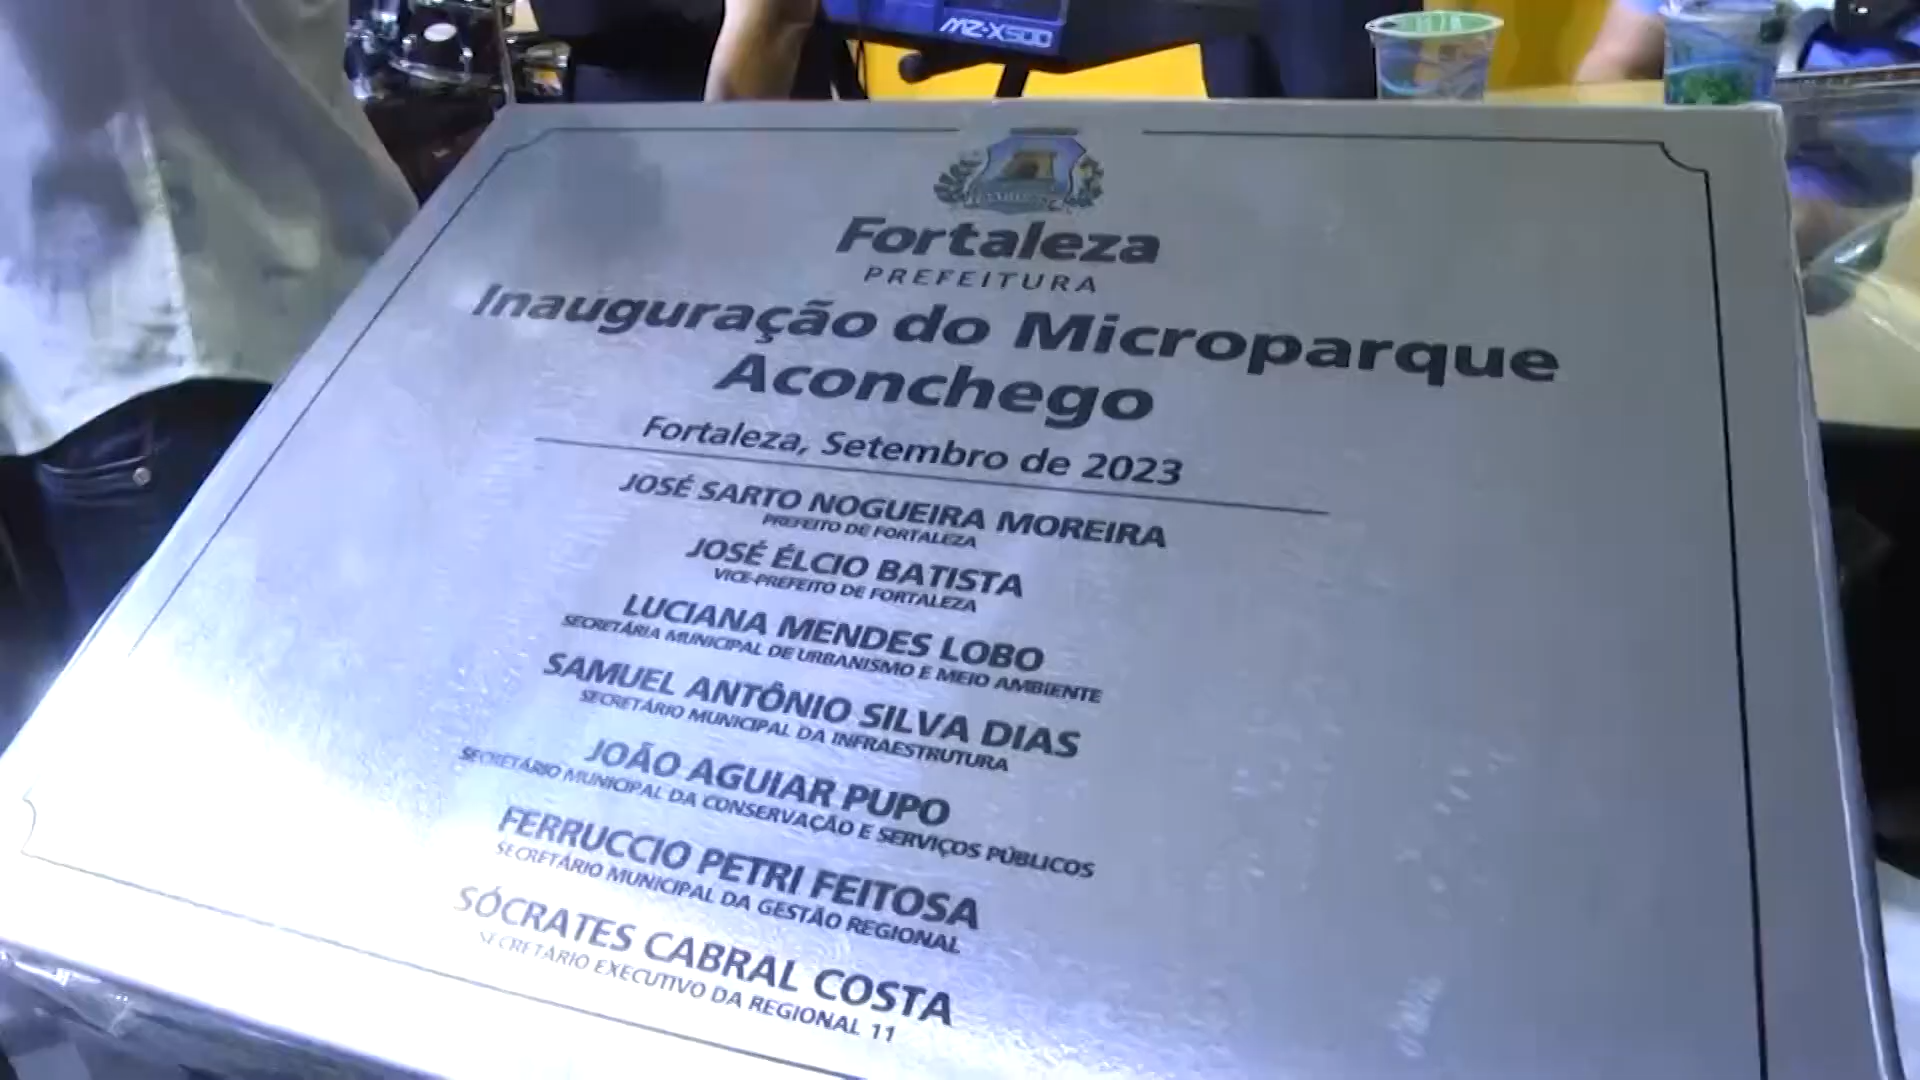 MZ-X500
Fortaleza
PREFEITURA
Inauguração do Microparque
Aconchego
Fortaleza, Setembro de 2023
JOSÉ SARTO NOGUEIRA MOREIRA
PREFEITO DE FORTALEZA
JOSÉ ÉLCIO BATISTA
VICE-PREFEITO DE FORTALEZA
LUCIANA MENDES LOBO
SECRETÁRIA MUNICIPAL DE URBANISMO E MEIO AMBIENTE
SAMUEL ANTÔNIO SILVA DIAS
SECRETÁRIO MUNICIPAL DA INFRAESTRUTURA
JOÃO AGUIAR PUPO
SECRETÁRIO MUNICIPAL DA CONSERVAÇÃO E SERVIÇOS PÚBLICOS
FERRUCCIO PETRI FEITOSA
SECRETÁRIO MUNICIPAL DA GESTÃO REGIONAL
SÓCRATES CABRAL COSTA
SECRETÁRIO EXECUTIVO DA REGIONAL 11